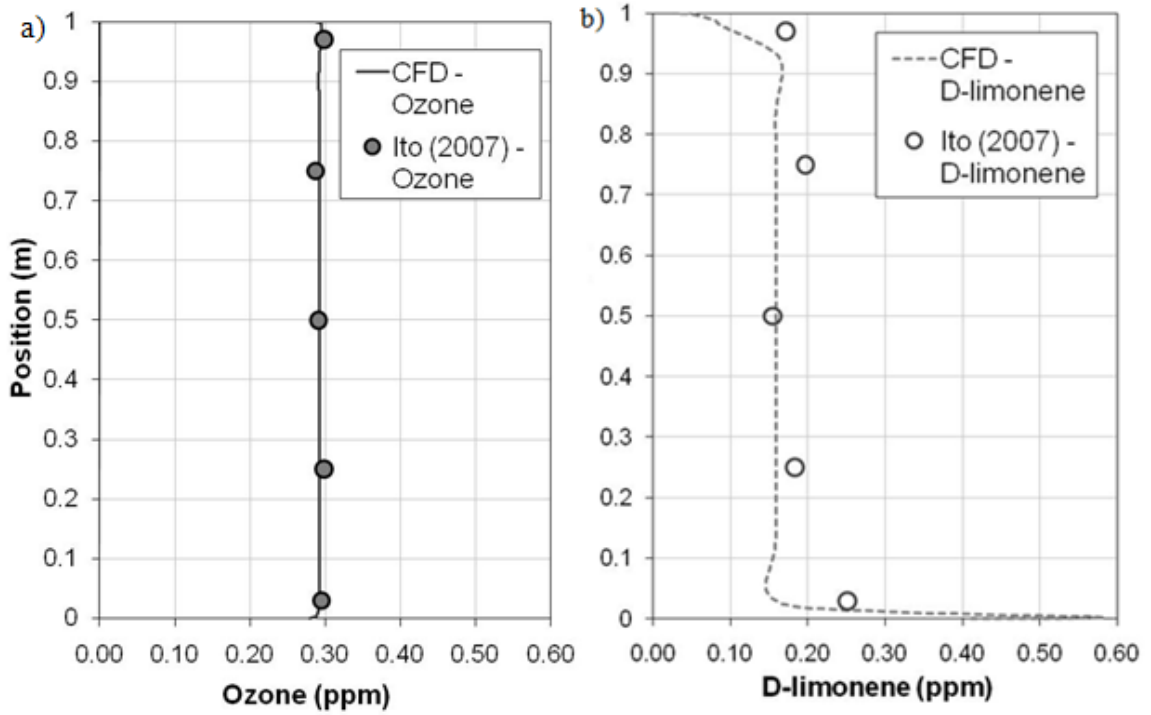 a)
1
0.9
0.8
0.7
0.6
0.5
0.4
0.3
0.2
0.1
0
Position (m)
CFD -
Ozone
Ito (2007) -
Ozone
0.00 0.10 0.20 0.30 0.40 0.50 0.60
Ozone (ppm)
b)
1
0.9
0.8
0.7
0.6
0.5
0.4
0.3
0.2
0.1
0
CFD -
D-limonene
Ito (2007) -
D-limonene
0.00 0.10 0.20 0.30 0.40 0.50 0.60
D-limonene (ppm)